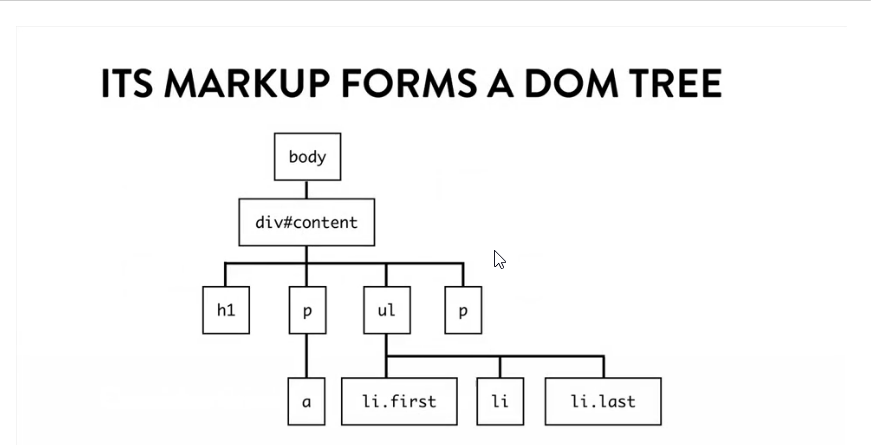 ITS MARKUP FORMS A DOM TREE
body
div#content
h1 p ul p
a li.first li li.last